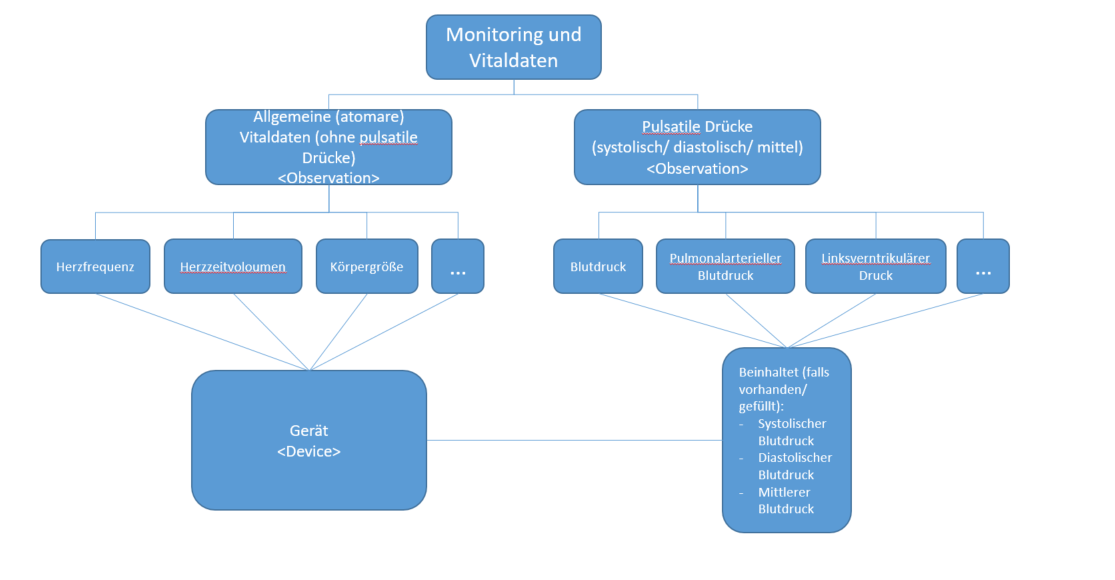 Monitoring und
Vitaldaten
Allgemeine (atomare)
Vitaldaten (ohne pulsatile
Drücke)
<Observation>
Pulsatile Drücke
(systolisch/ diastolisch/ mittel)
<Observation>
Herzfrequenz
Herzzeitvoloumen
Körpergröße
...
Blutdruck
Pulmonalarterieller
Blutdruck
Linksverntrikulärer
Druck
...
Gerät
<Device>
Beinhaltet (falls
vorhanden/
gefüllt):
- Systolischer
Blutdruck
- Diastolischer
Blutdruck
- Mittlerer
Blutdruck